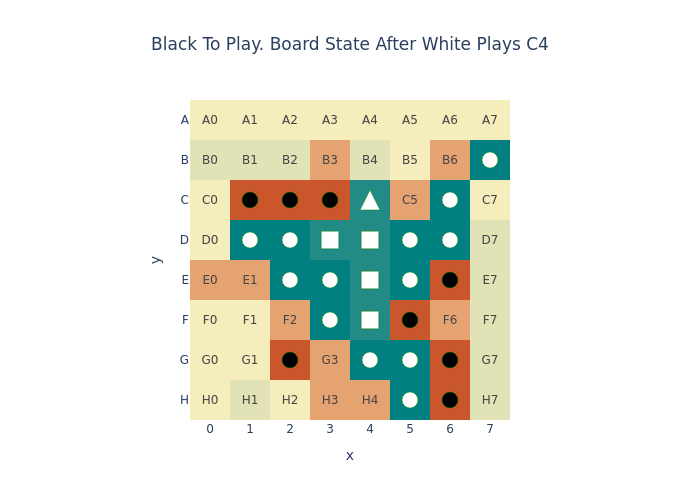 Black To Play. Board State After White Plays C4
A A0 A1 A2 A3 A4 A5 A6 A7
B B0 B1 B2 B3 B4 B5 B6
C C0 C5 C7
D D0 D7
E E0 E1 E7
F F0 F1 F2 F6 F7
G G0 G1 G3 G7
H H0 H1 H2 H3 H4 H7
0 1 2 3 4 5 6 7
x
y